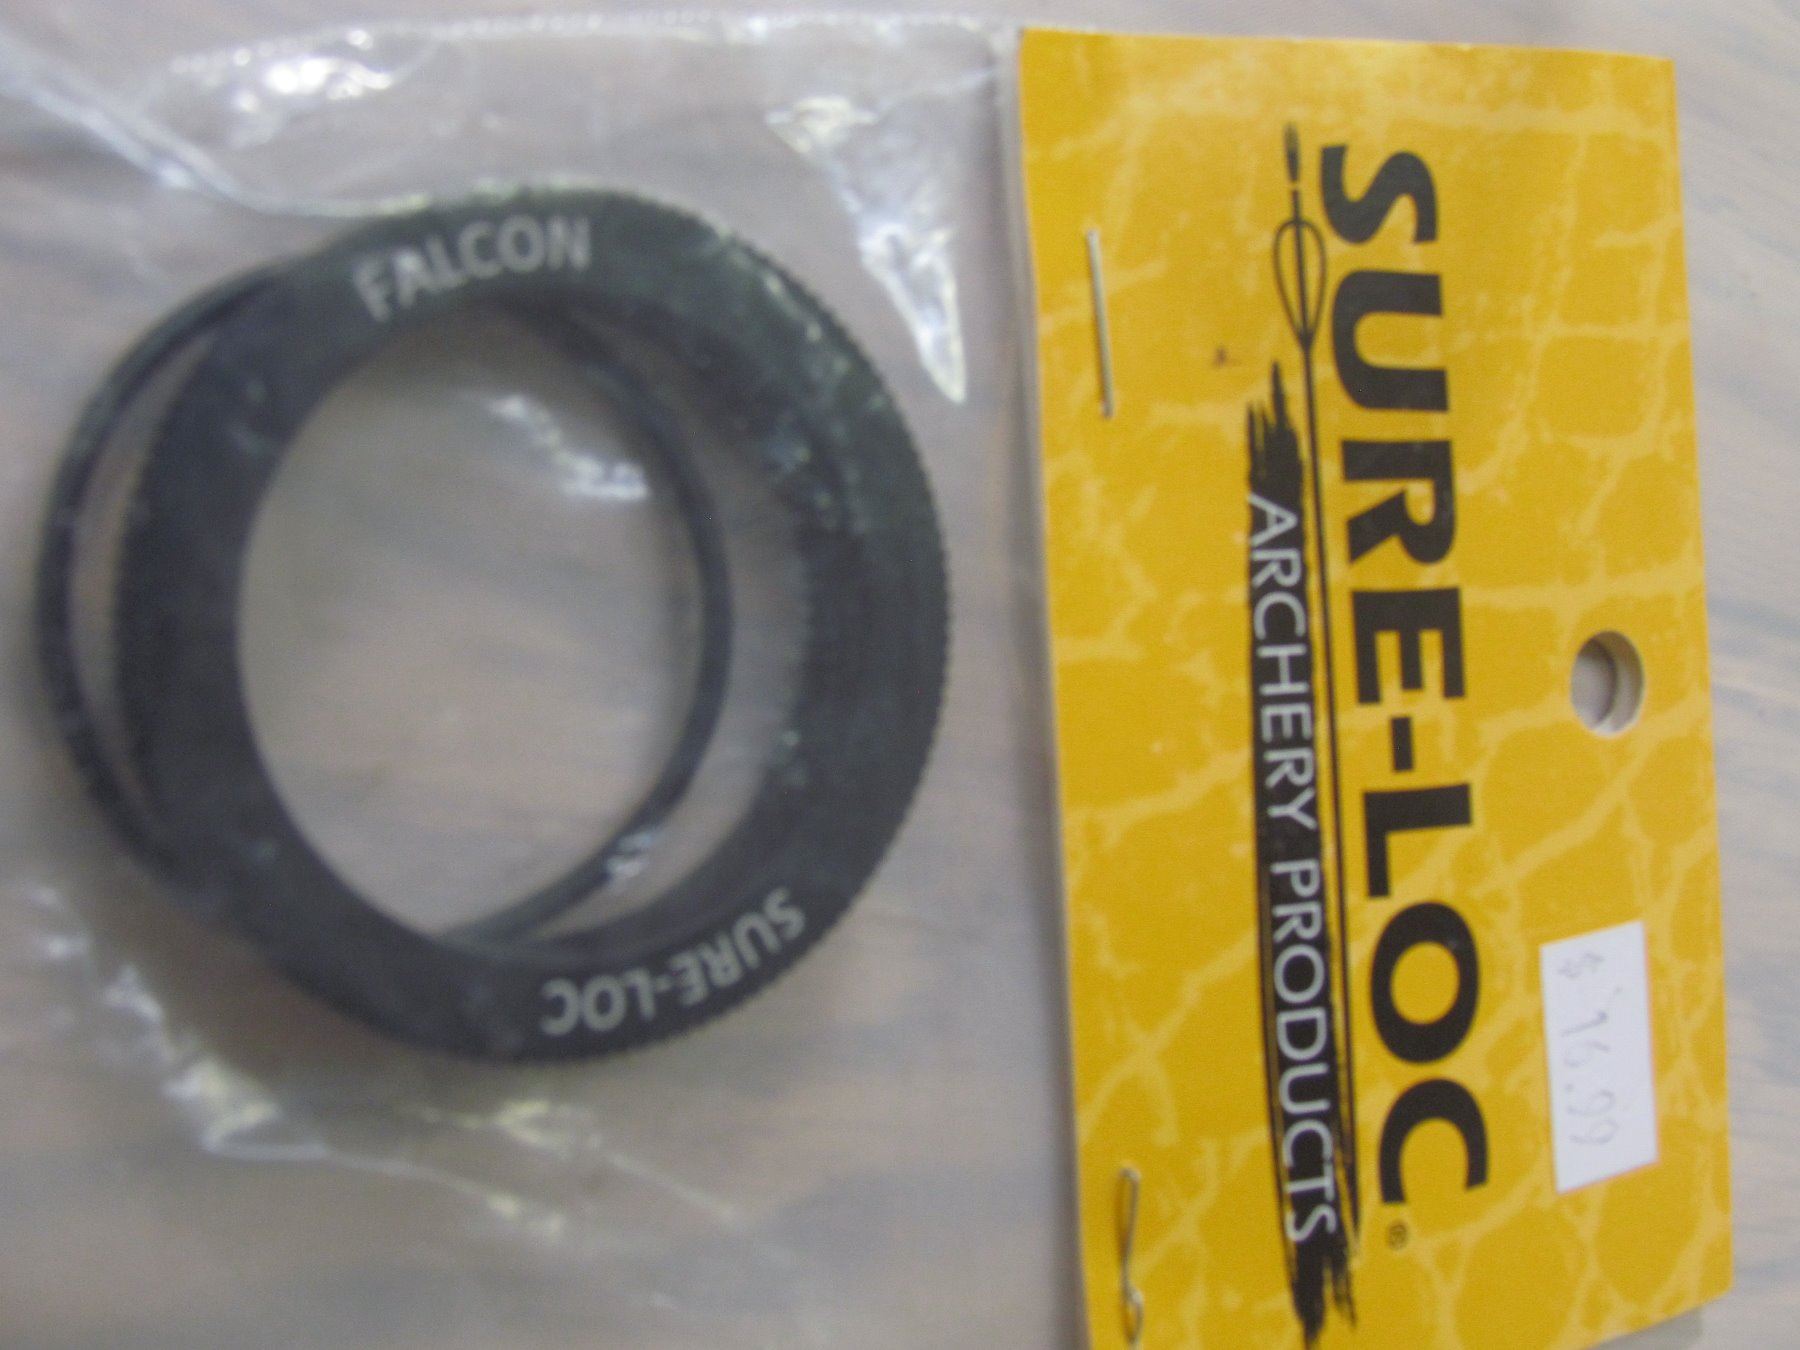 FALCON
SURE-LOC
SURE-LOC®
ARCHERY PRODUCTS
$16.99